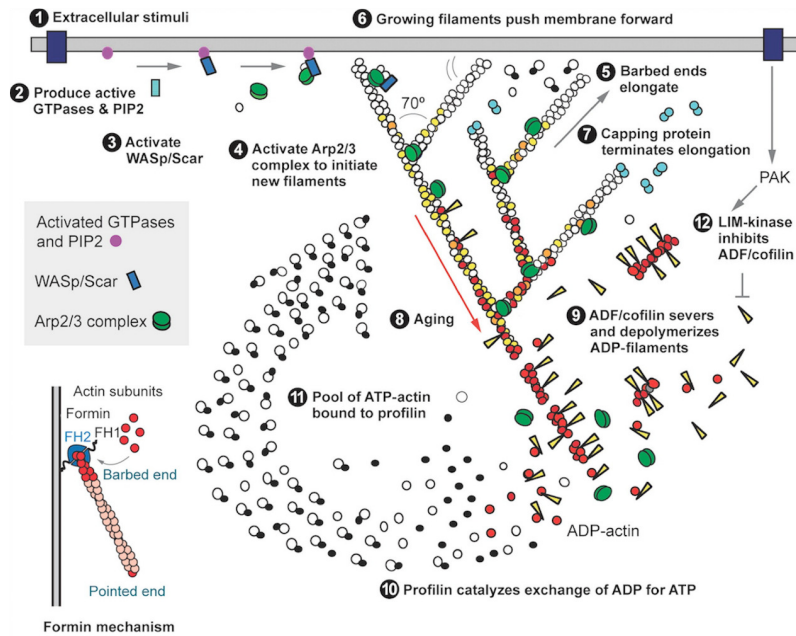 1 Extracellular stimuli
6 Growing filaments push membrane forward
2 Produce active
GTPases & PIP2
3 Activate
WASp/Scar
4 Activate Arp2/3
complex to initiate
new filaments
70º
5 Barbed ends
elongate
7 Capping protein
terminates elongation
PAK
12 LIM-kinase
inhibits
ADF/cofilin
Activated GTPases
and PIP2
WASp/Scar
Arp2/3 complex
8 Aging
9 ADF/cofilin severs
and depolymerizes
ADP-filaments
11 Pool of ATP-actin
bound to profilin
Actin subunits
Formin
FH2
FH1
Barbed end
Pointed end
Formin mechanism
ADP-actin
10 Profilin catalyzes exchange of ADP for ATP